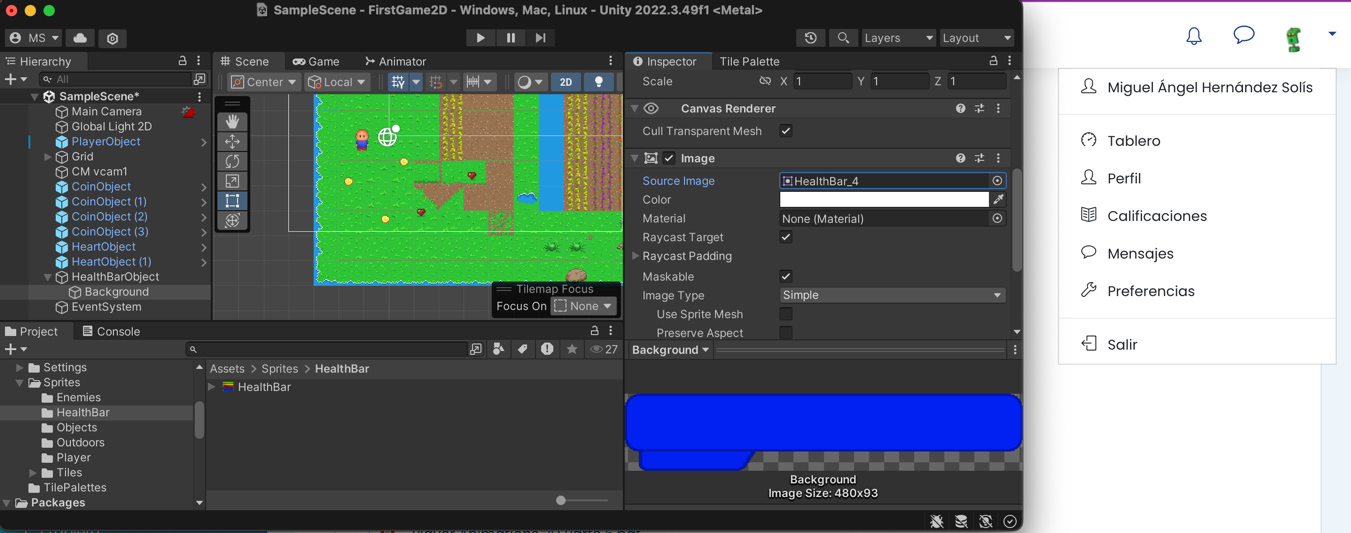 SampleScene - FirstGame2D - Windows, Mac, Linux - Unity 2022.3.49f1 <Metal>
MS
Layers
Layout
Hierarchy
Scene
Game
Animator
Inspector
Tile Palette
All
Center
Local
2D
SampleScene*
Main Camera
Global Light 2D
PlayerObject
Grid
CM vcam1
CoinObject
CoinObject (1)
CoinObject (2)
CoinObject (3)
HeartObject
HeartObject (1)
HealthBarObject
Background
EventSystem
Tilemap Focus
Focus On
None
Scale
X 1
Y 1
Z 1
Canvas Renderer
Cull Transparent Mesh
Image
Source Image
HealthBar_4
Color
Material
None (Material)
Raycast Target
Raycast Padding
Maskable
Image Type
Simple
Use Sprite Mesh
Preserve Aspect
Background
Background
Image Size: 480x93
Project
Console
27
Settings
Sprites
Enemies
HealthBar
Objects
Outdoors
Player
Tiles
TilePalettes
Packages
Assets > Sprites > HealthBar
HealthBar
Miguel Ángel Hernández Solís
Tablero
Perfil
Calificaciones
Mensajes
Preferencias
Salir